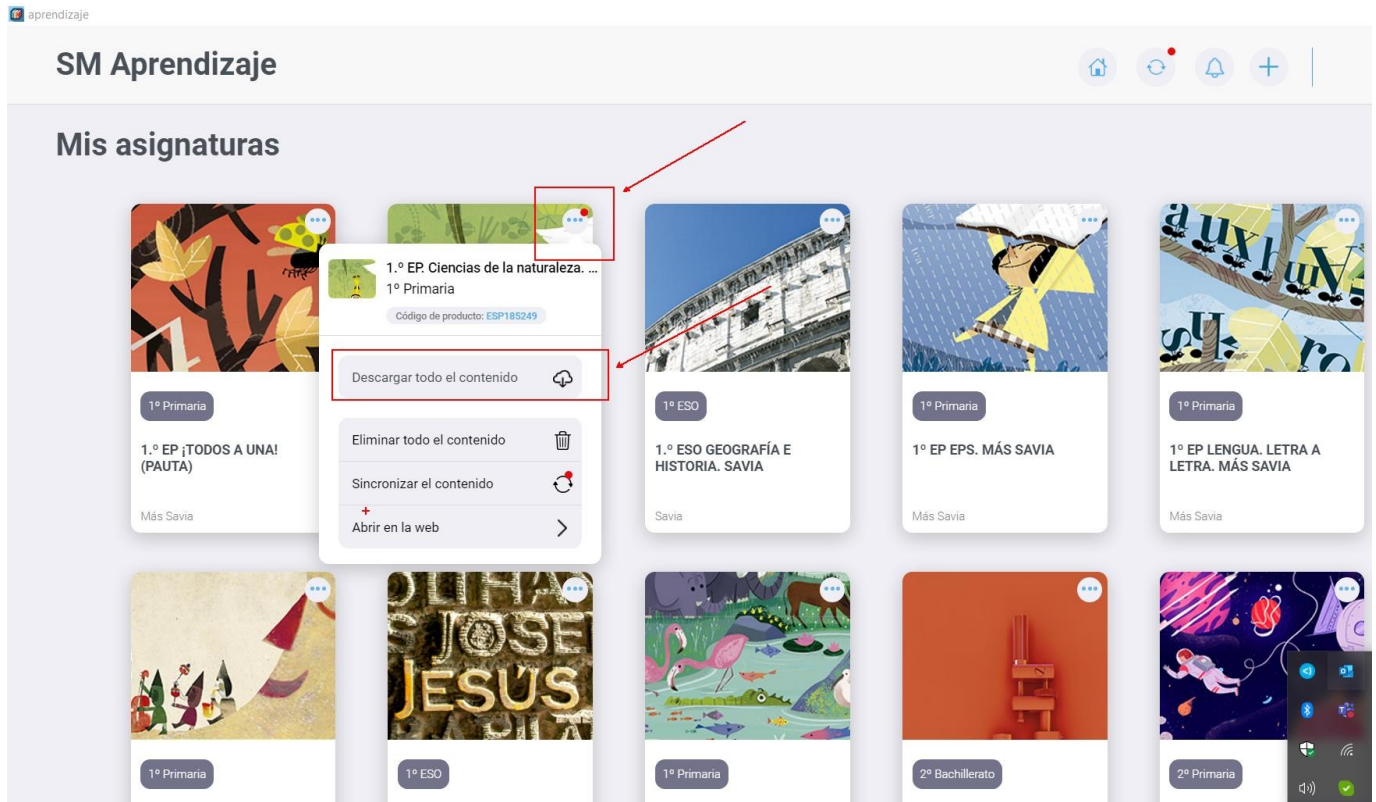 aprendizaje
SM Aprendizaje
Mis asignaturas
1.º EP. Ciencias de la naturaleza. ...
1º Primaria
Código de producto: ESP185249
Descargar todo el contenido
Eliminar todo el contenido
Sincronizar el contenido
Abrir en la web
1º Primaria
1.º EP ¡TODOS A UNA!
(PAUTA)
Más Savia
1º ESO
1.º ESO GEOGRAFÍA E
HISTORIA. SAVIA
Savia
1º Primaria
1º EP EPS. MÁS SAVIA
Más Savia
1º Primaria
1º EP LENGUA. LETRA A
LETRA. MÁS SAVIA
Más Savia
JOSE
JESÚS
1º Primaria
1º ESO
1º Primaria
2º Bachillerato
2º Primaria